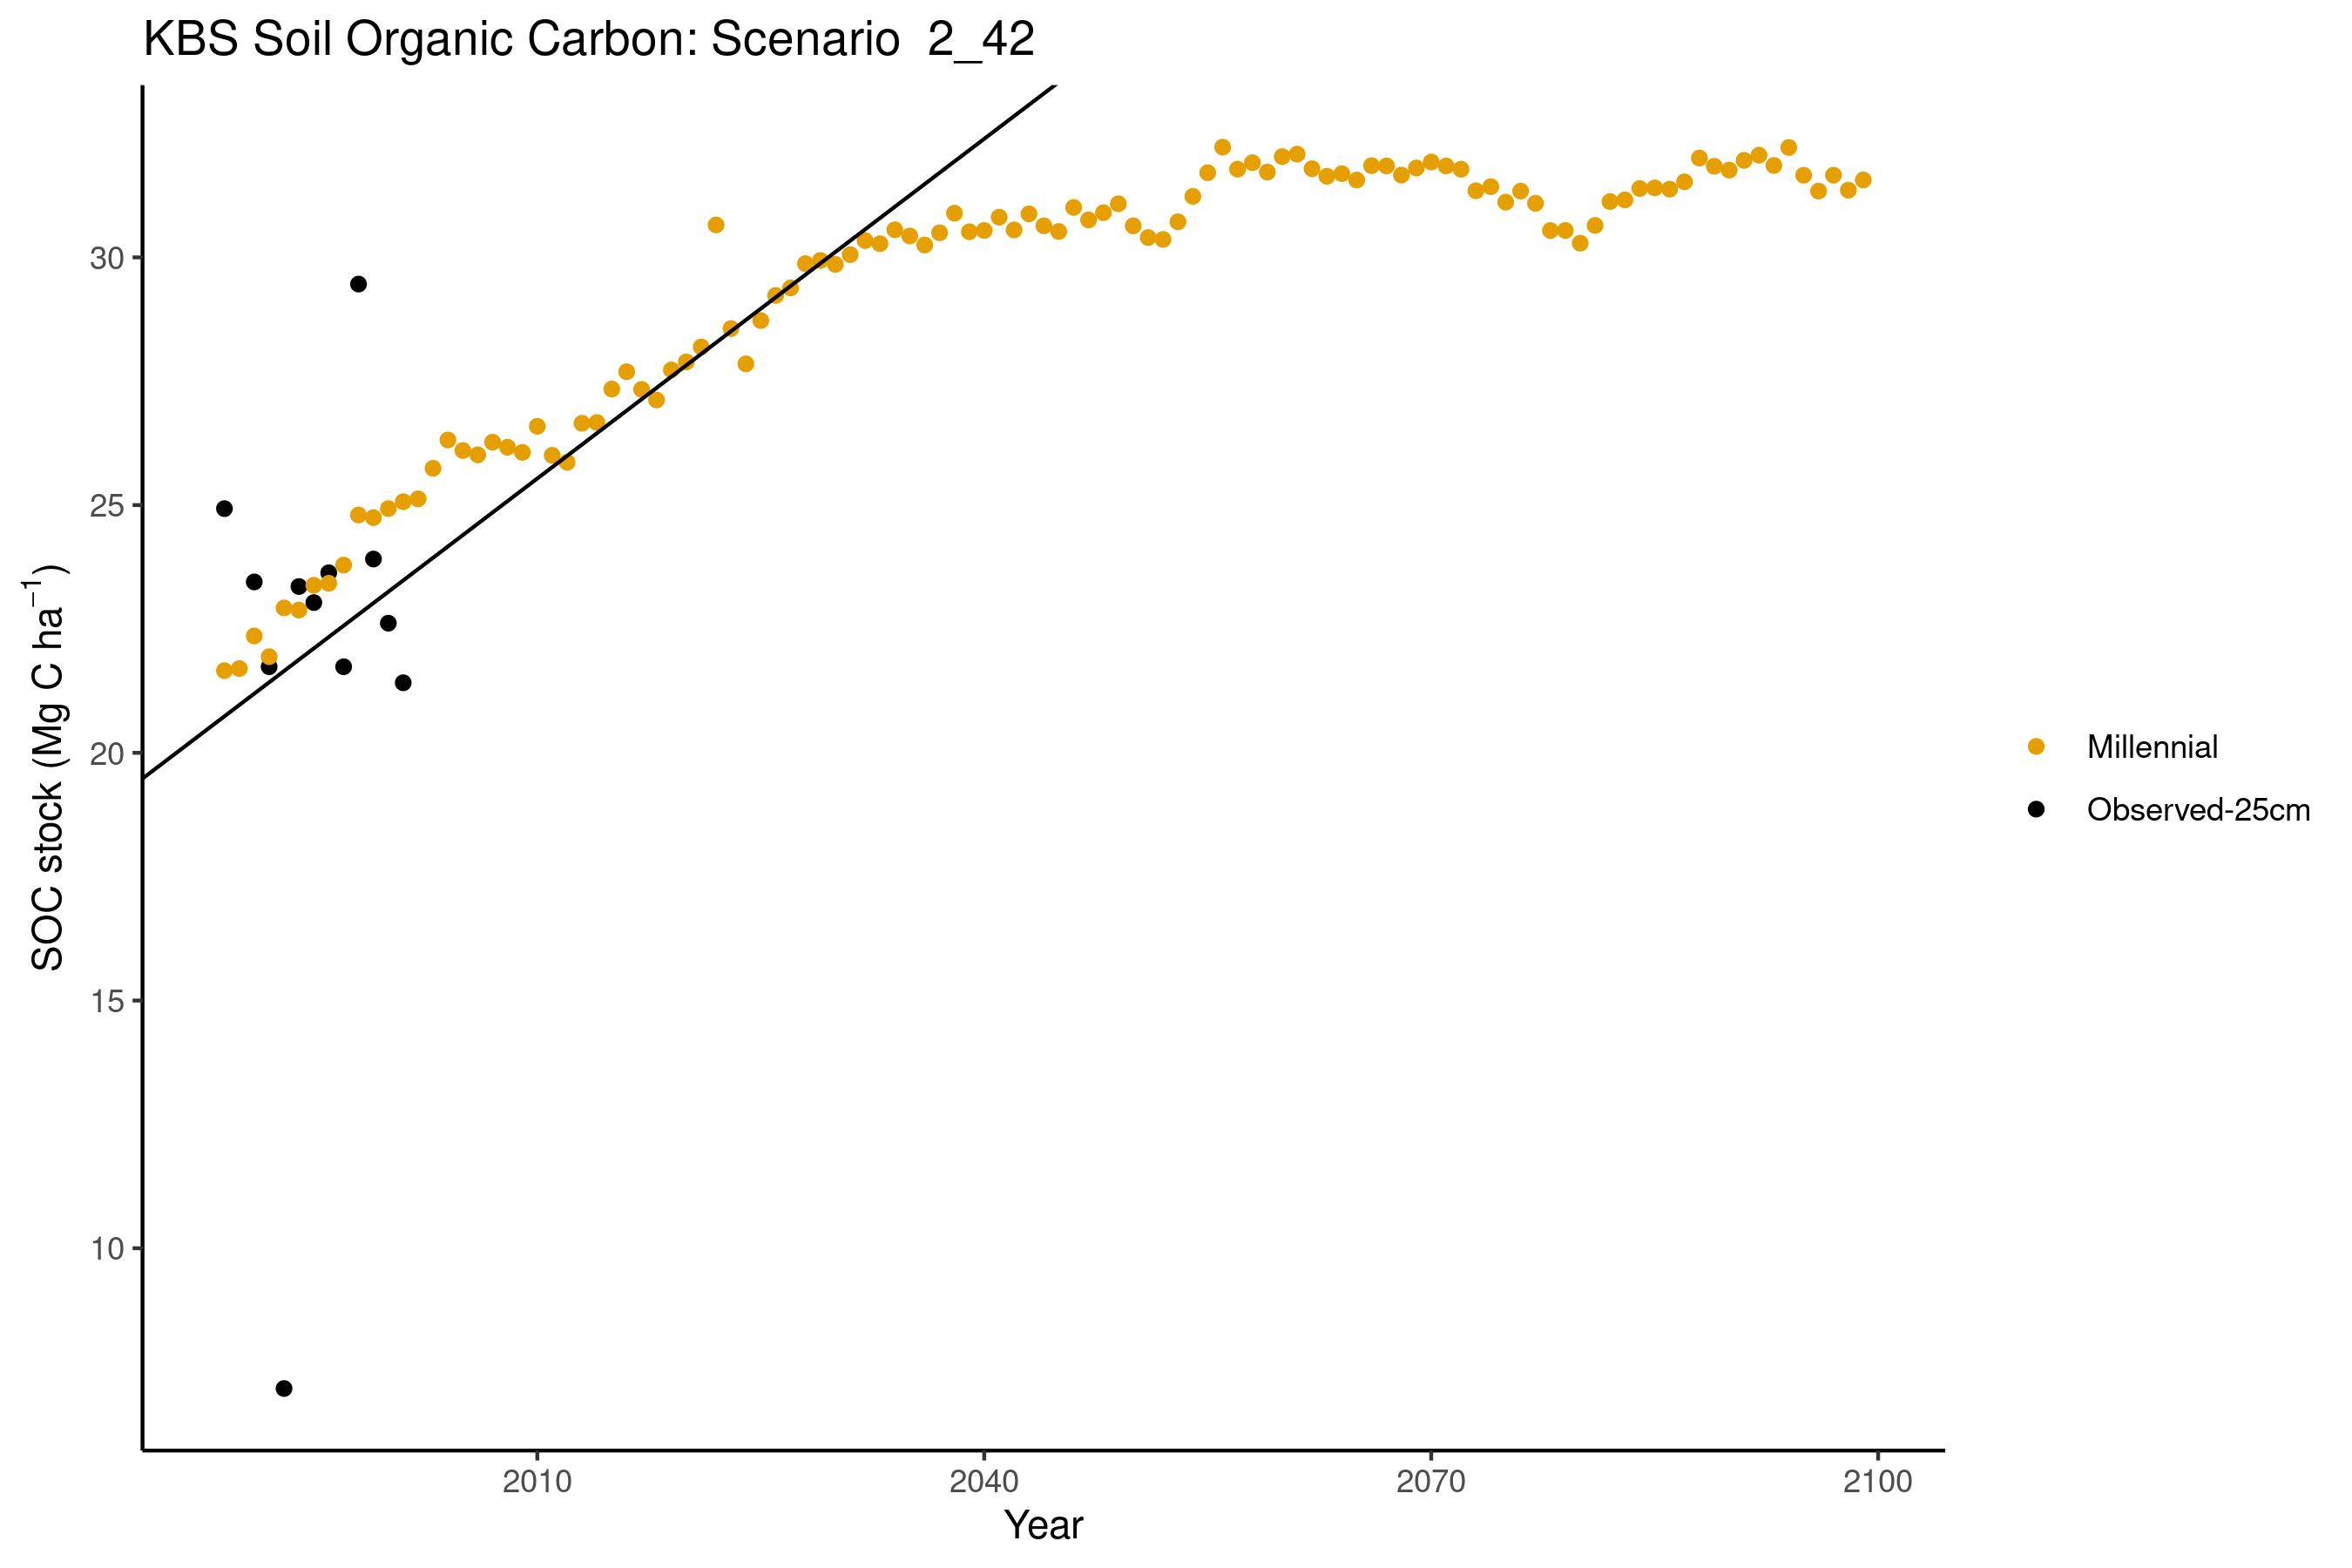 KBS Soil Organic Carbon: Scenario  2_42
SOC stock (Mg C ha⁻¹)
30
25
20
15
10
2010
2040
2070
2100
Year
Millennial
Observed-25cm